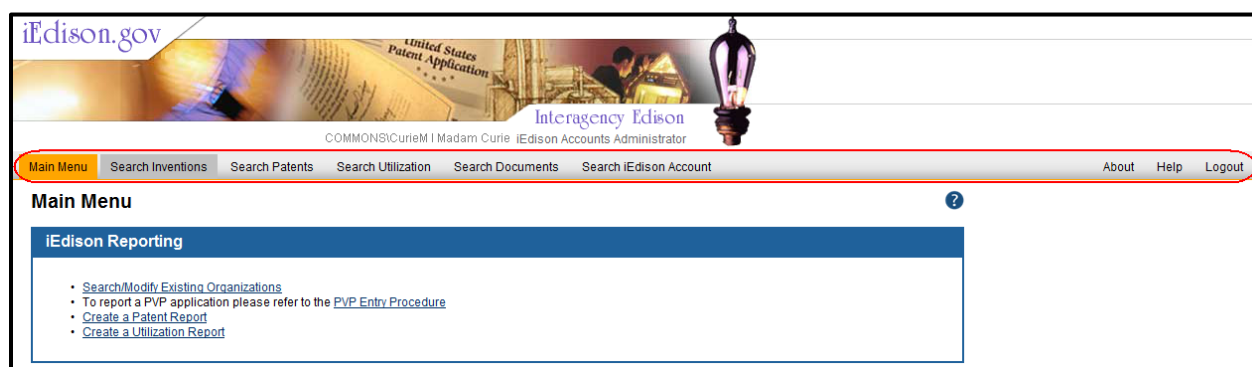 iEdison.gov
United States
Patent Application
Interagency Edison
COMMONS\CurieM | Madam Curie iEdison Accounts Administrator
Main Menu Search Inventions Search Patents Search Utilization Search Documents Search iEdison Account About Help Logout
Main Menu ?
iEdison Reporting
• Search/Modify Existing Organizations
• To report a PVP application please refer to the PVP Entry Procedure
• Create a Patent Report
• Create a Utilization Report